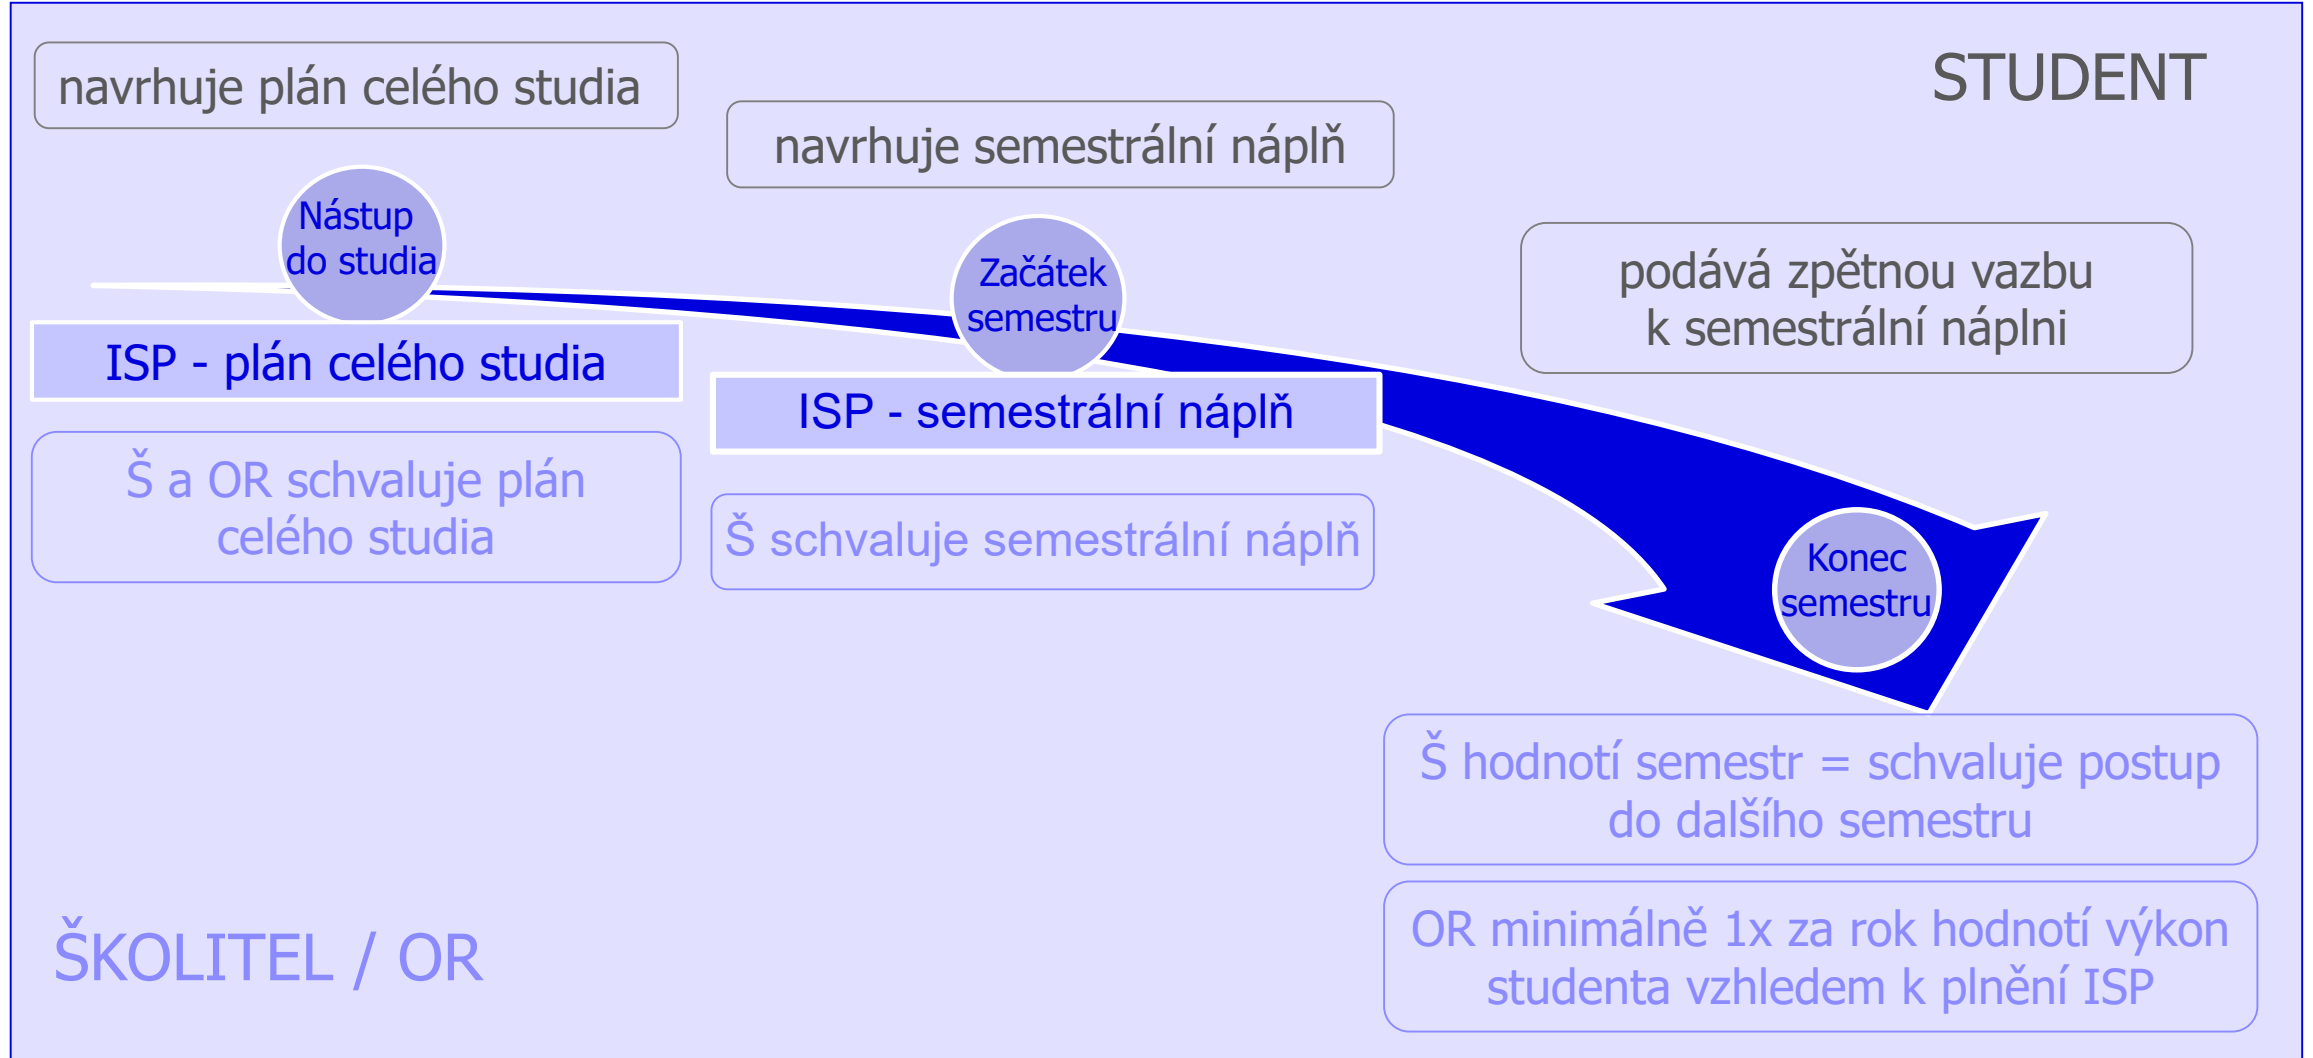 navrhuje plán celého studia
STUDENT
navrhuje semestrální náplň
Nástup
do studia
Začátek
semestru
podává zpětnou vazbu
k semestrální náplni
ISP - plán celého studia
ISP - semestrální náplň
Š a OR schvaluje plán
celého studia
Š schvaluje semestrální náplň
Konec
semestru
Š hodnotí semestr = schvaluje postup
do dalšího semestru
ŠKOLITEL / OR
OR minimálně 1x za rok hodnotí výkon
studenta vzhledem k plnění ISP